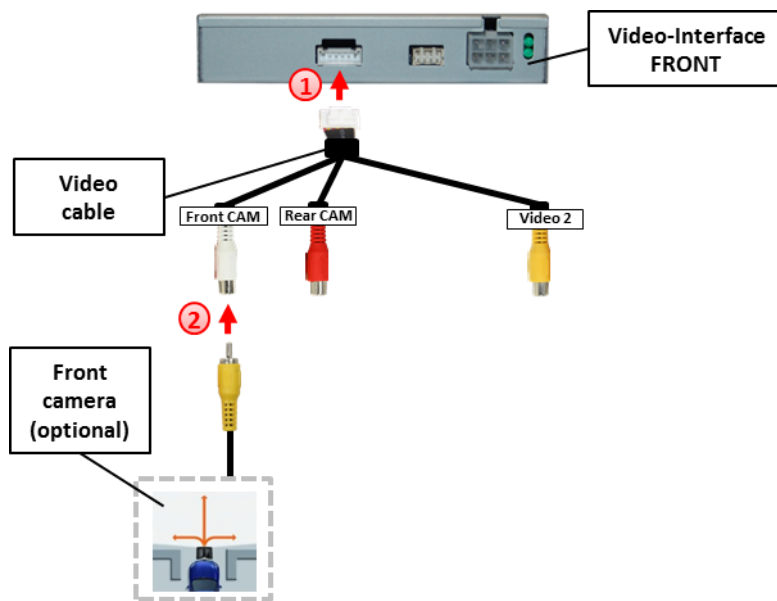 Video-Interface
FRONT
1
Video
cable
Front CAM
Rear CAM
Video 2
2
Front
camera
(optional)